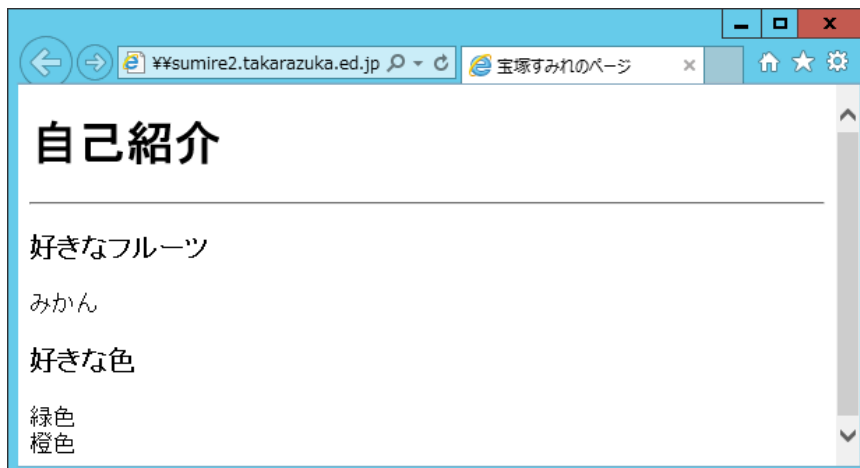 ¥¥sumire2.takarazuka.ed.jp
宝塚すみれのページ
自己紹介
好きなフルーツ
みかん
好きな色
緑色
橙色